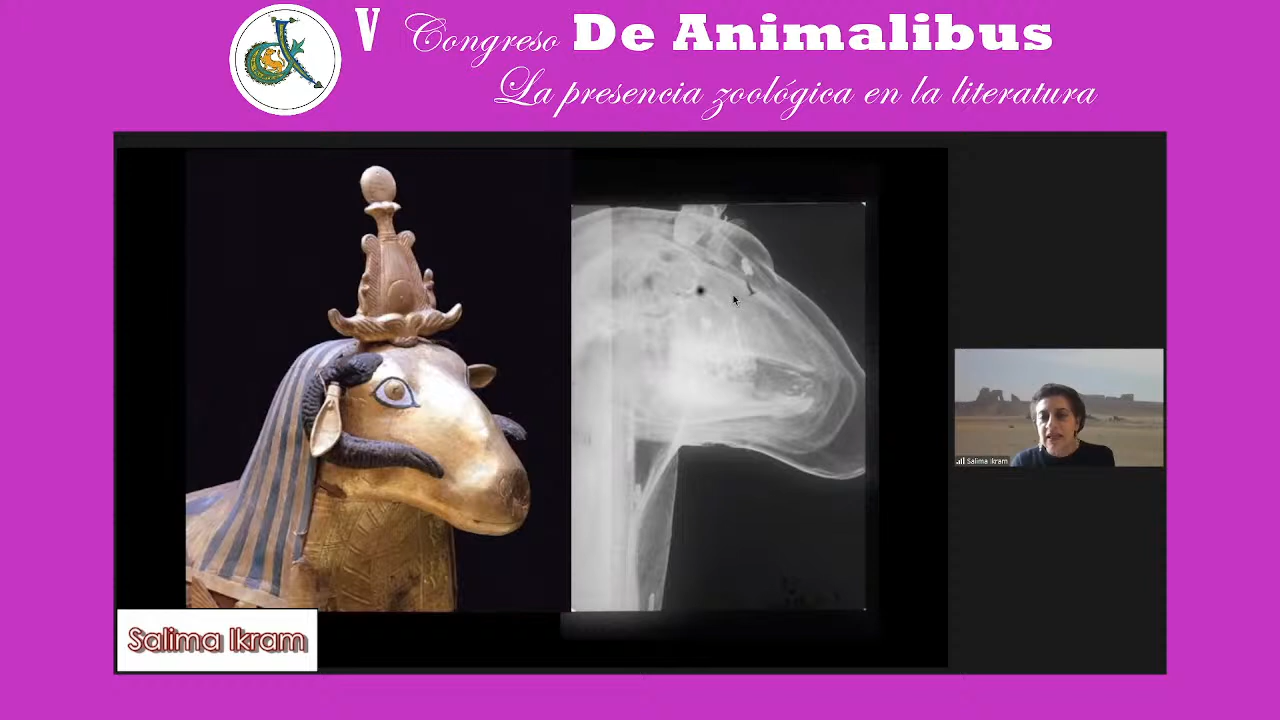 V Congreso De Animalibus
La presencia zoológica en la literatura
Salima Ikram
Salima Ikram